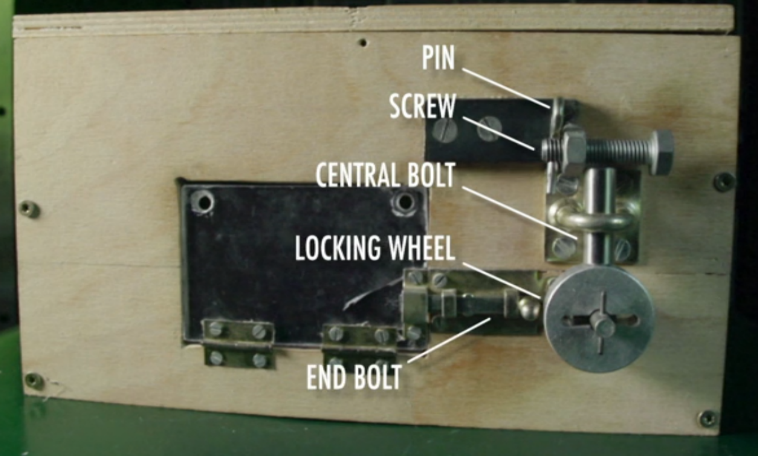 PIN
SCREW
CENTRAL BOLT
LOCKING WHEEL
END BOLT